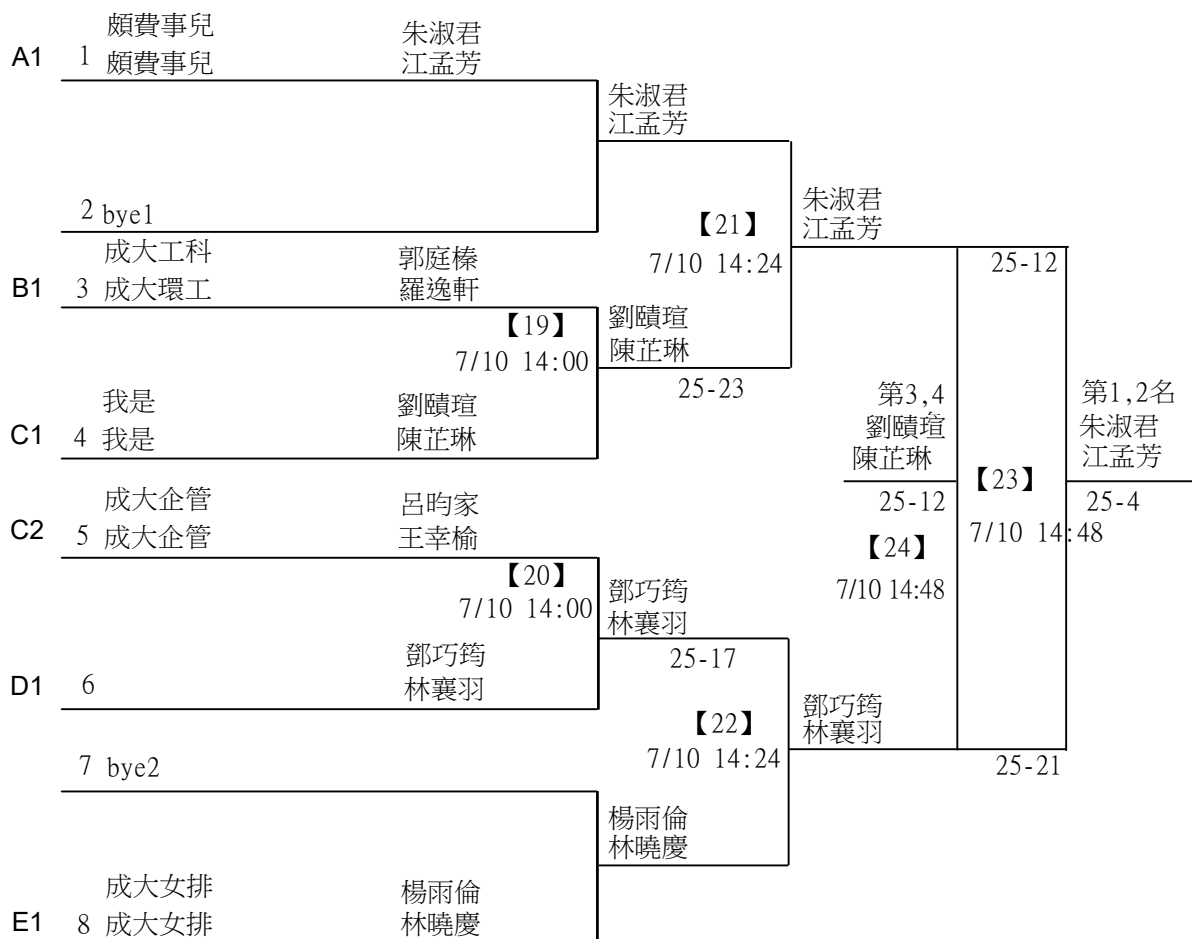 頗費事兒
A1 1 頗費事兒
朱淑君
江孟芳
朱淑君
江孟芳
2 bye1
【21】
7/10 14:24
朱淑君
江孟芳
25-12
成大工科
B1 3 成大環工
郭庭榛
羅逸軒
【19】
7/10 14:00
劉賾瑄
陳芷琳
25-23
我是
C1 4 我是
劉賾瑄
陳芷琳
第3,4
劉賾瑄
陳芷琳
25-12
【24】
7/10 14:48
【23】
7/10 14:48
第1,2名
朱淑君
江孟芳
25-4
成大企管
C2 5 成大企管
呂昀家
王幸榆
【20】
7/10 14:00
鄧巧筠
林襄羽
25-17
D1 6
鄧巧筠
林襄羽
【22】
7/10 14:24
鄧巧筠
林襄羽
25-21
7 bye2
楊雨倫
林曉慶
成大女排
E1 8 成大女排
楊雨倫
林曉慶